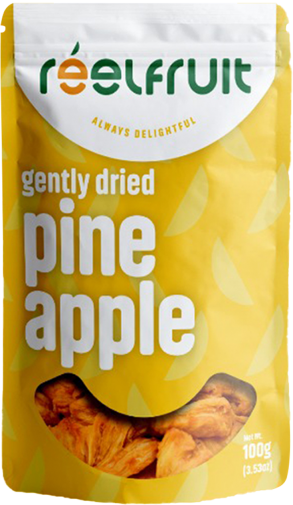 réelfruit
ALWAYS DELIGHTFUL
gently dried
pine
apple
NET WT.
100g
(3.53oz)